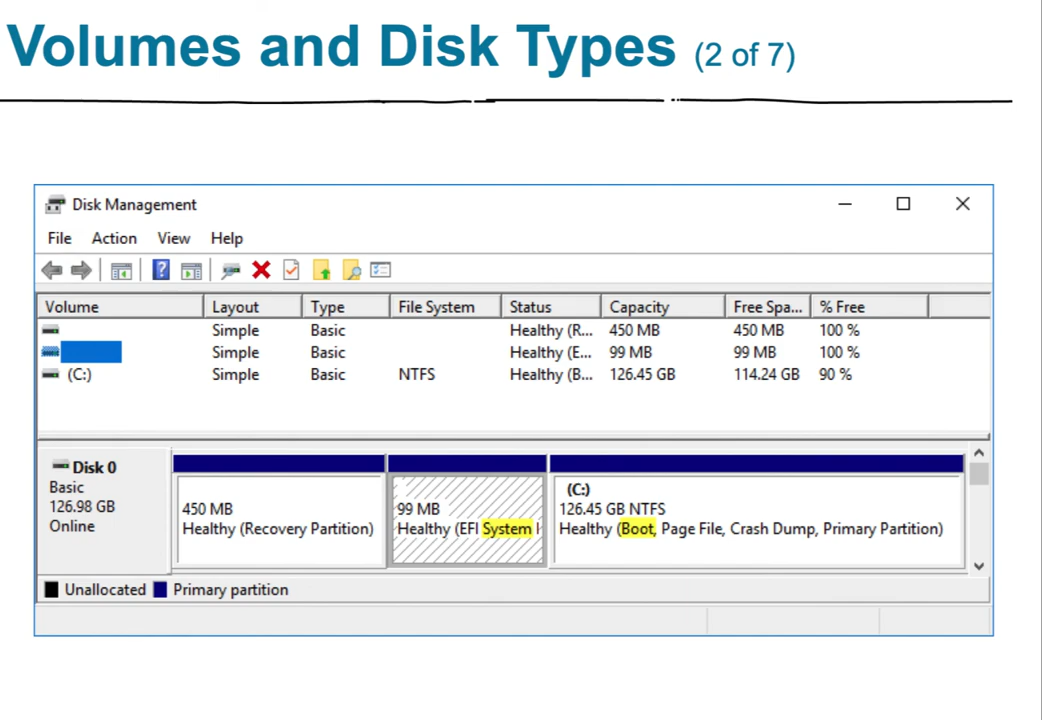 Volumes and Disk Types (2 of 7)
Disk Management
File Action View Help
Volume Layout Type File System Status Capacity Free Spa... % Free
Simple Basic Healthy (R... 450 MB 450 MB 100 %
Simple Basic Healthy (E... 99 MB 99 MB 100 %
(C:) Simple Basic NTFS Healthy (B... 126.45 GB 114.24 GB 90 %
Disk 0
Basic
126.98 GB
Online
450 MB
Healthy (Recovery Partition)
99 MB
Healthy (EFI System
(C:)
126.45 GB NTFS
Healthy (Boot, Page File, Crash Dump, Primary Partition)
Unallocated Primary partition